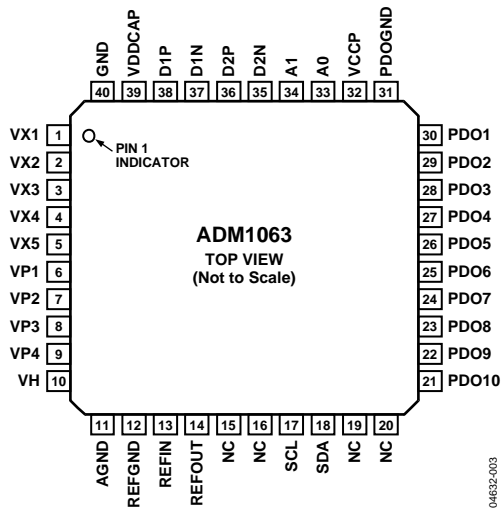 GND
VDDCAP
D1P
D1N
D2P
D2N
A1
A0
VCCP
PDOGND
40
39
38
37
36
35
34
33
32
31
VX1 1
VX2 2
VX3 3
VX4 4
VX5 5
VP1 6
VP2 7
VP3 8
VP4 9
VH 10
PIN 1
INDICATOR
ADM1063
TOP VIEW
(Not to Scale)
30 PDO1
29 PDO2
28 PDO3
27 PDO4
26 PDO5
25 PDO6
24 PDO7
23 PDO8
22 PDO9
21 PDO10
11
12
13
14
15
16
17
18
19
20
AGND
REFGND
REFIN
REFOUT
NC
NC
SCL
SDA
NC
NC
04632-003